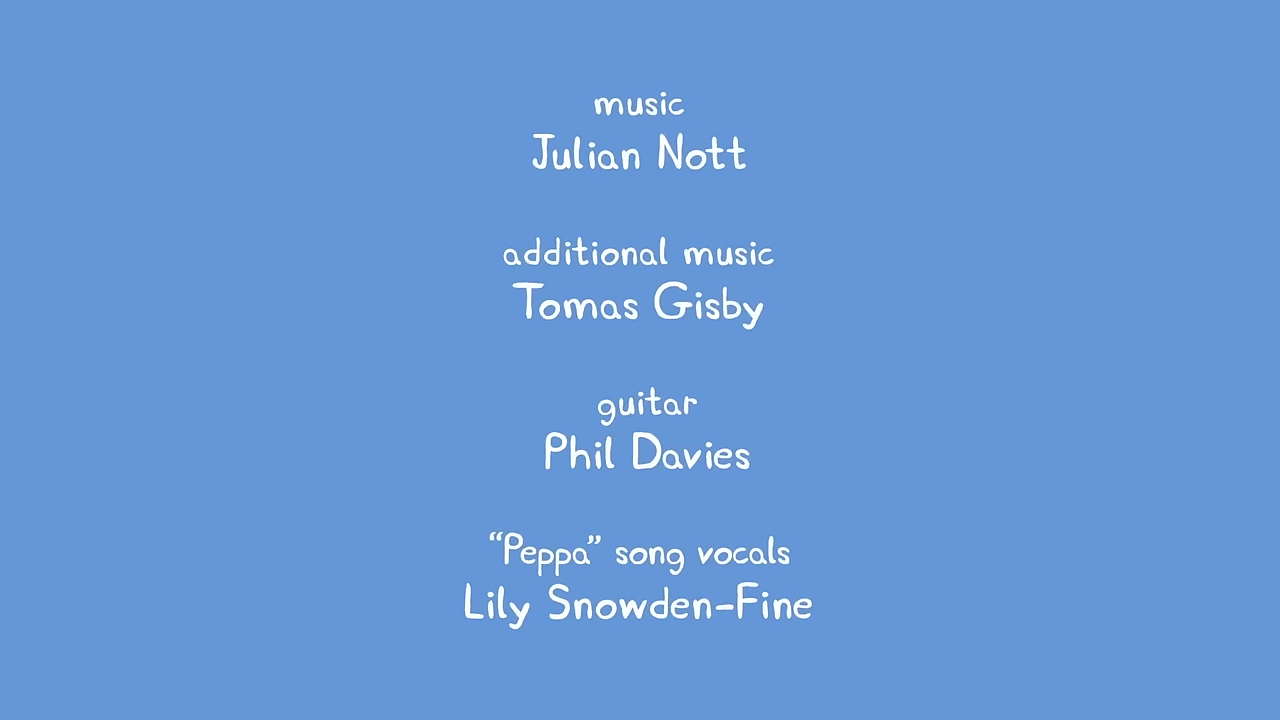 music
Julian Nott
additional music
Tomas Gisby
guitar
Phil Davies
“Peppa” song vocals
Lily Snowden-Fine